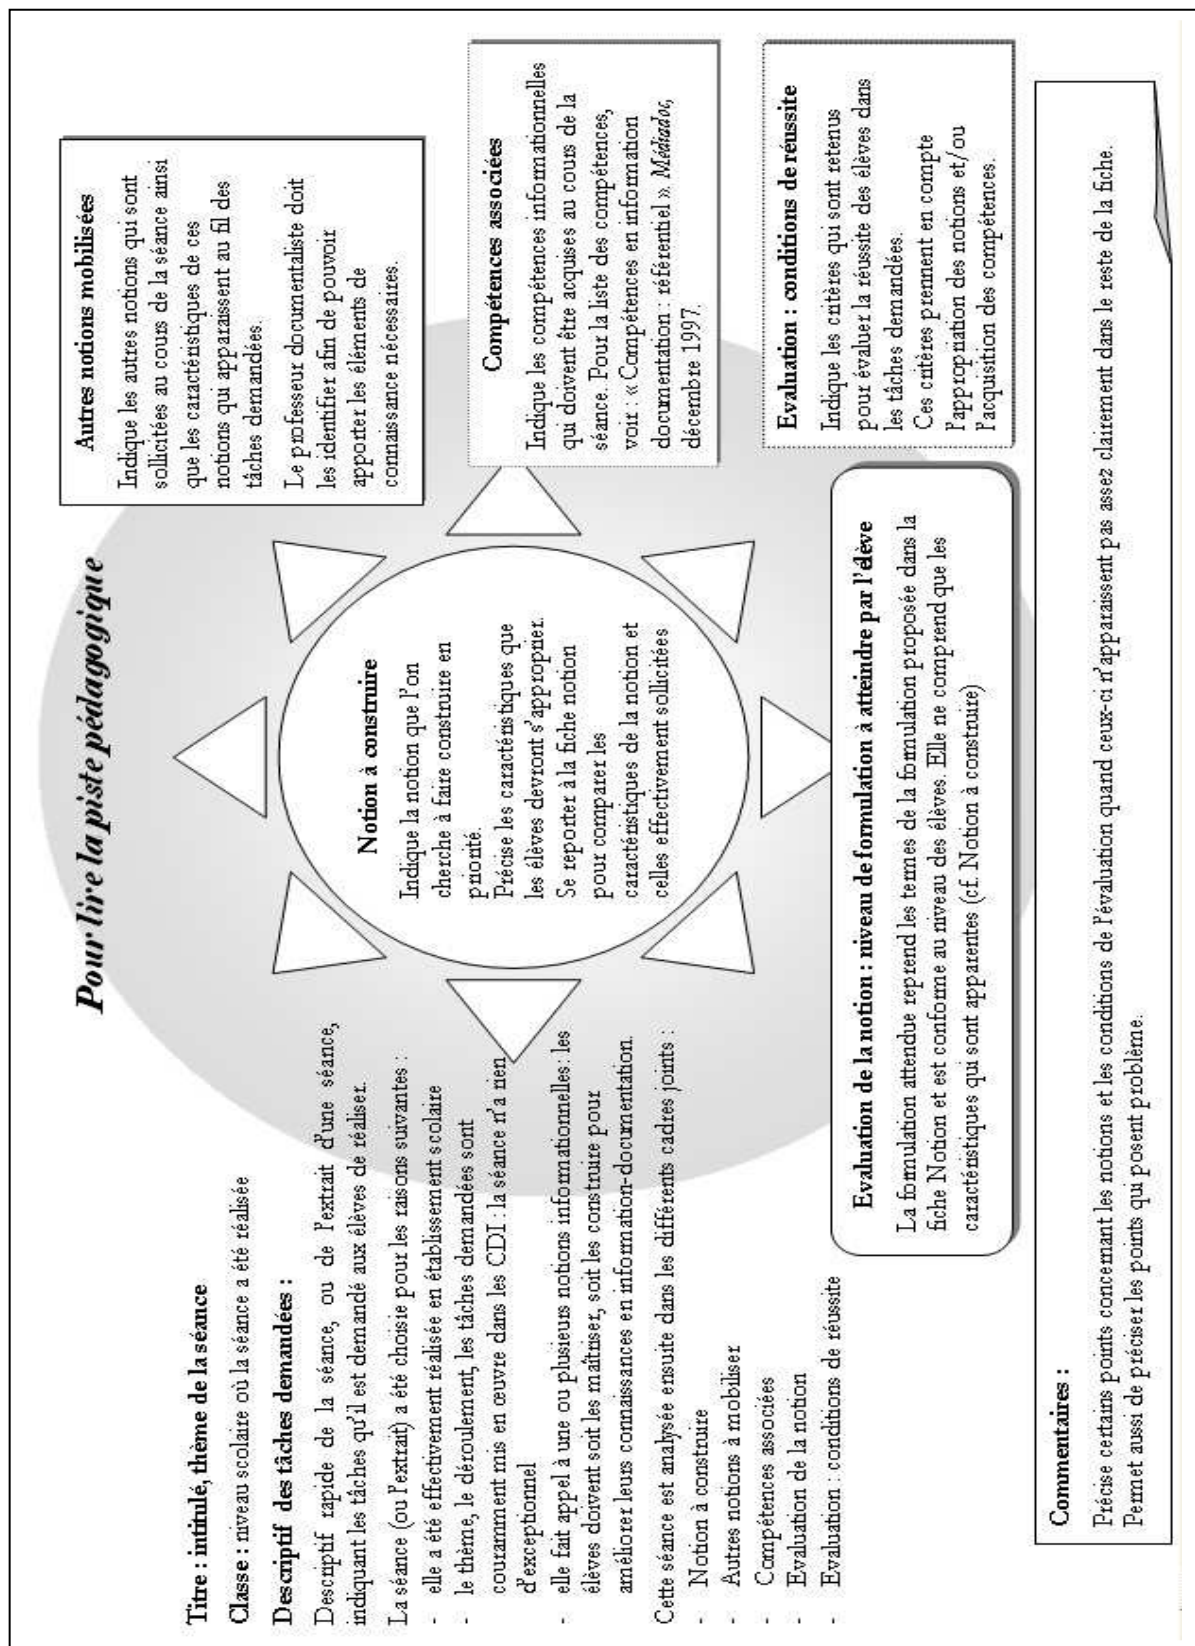 Pour lire la piste pédagogique
Titre : intitulé, thème de la séance
Classe : niveau scolaire où la séance a été réalisée
Descriptif des tâches demandées :
Descriptif rapide de la séance, ou de l'extrait d'une séance,
indiquant les tâches qu'il est demandé aux élèves de réaliser.
La séance (ou l'extrait) a été choisie pour les raisons suivantes :
- elle a été effectivement réalisée en établissement scolaire
- le thème, le déroulement, les tâches demandées sont
couramment mis en œuvre dans les CDI : la séance n'a rien
d'exceptionnel
- elle fait appel à une ou plusieurs notions informationnelles: les
élèves doivent soit les maîtriser, soit les construire pour
améliorer leurs connaissances en information-documentation.
Cette séance est analysée ensuite dans les différents cadres joints :
- Notion à construire
- Autres notions à mobiliser
- Compétences associées
- Evaluation de la notion
- Evaluation : conditions de réussite
Notion à construire
Indique la notion que l'on
cherche à faire construire en
priorité.
Précise les caractéristiques que
les élèves devront s'approprier.
Se reporter à la fiche notion
pour comparer les
caractéristiques de la notion et
celles effectivement sollicitées
Autres notions mobilisées
Indique les autres notions qui sont
sollicitées au cours de la séance ainsi
que les caractéristiques de ces
notions qui apparaissent au fil des
tâches demandées.
Le professeur documentaliste doit
les identifier afin de pouvoir
apporter les éléments de
connaissance nécessaires.
Compétences associées
Indique les compétences informationnelles
qui doivent être acquises au cours de la
séance. Pour la liste des compétences,
voir : « Compétences en information
documentation : référentiel ». Médiadoc,
décembre 1997.
Evaluation : conditions de réussite
Indique les critères qui sont retenus
pour évaluer la réussite des élèves dans
les tâches demandées.
Ces critères prennent en compte
l'appropriation des notions et/ou
l'acquisition des compétences.
Evaluation de la notion : niveau de formulation à atteindre par l'élève
La formulation attendue reprend les termes de la formulation proposée dans la
fiche Notion et est conforme au niveau des élèves. Elle ne comprend que les
caractéristiques qui sont apparentes (cf. Notion à construire)
Commentaires :
Précise certains points concernant les notions et les conditions de l'évaluation quand ceux-ci n'apparaissent pas assez clairement dans le reste de la fiche.
Permet aussi de préciser les points qui posent problème.